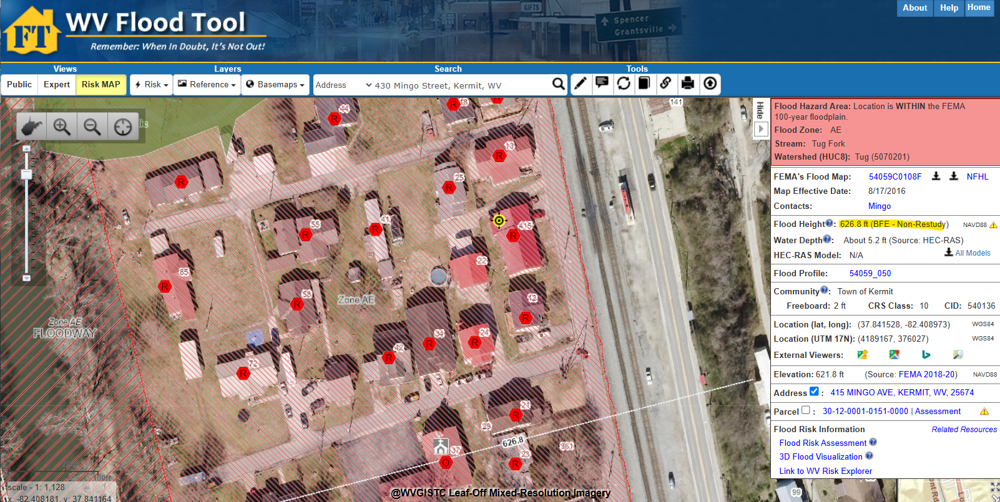 FT
WV Flood Tool
Remember: When In Doubt, It's Not Out!
GIFTS
Spencer
Grantsville
About Help Home
Views Layers Search Tools
Public Expert Risk MAP Risk Reference Basemaps Address 430 Mingo Street, Kermit, WV
Hide
Flood Hazard Area: Location is WITHIN the FEMA
100-year floodplain.
Flood Zone: AE
Stream: Tug Fork
Watershed (HUC8): Tug (5070201)
FEMA's Flood Map: 54059C0108F NFHL
Map Effective Date: 8/17/2016
Contacts: Mingo
Flood Height: 626.8 ft (BFE - Non-Restudy) NAVD88
Water Depth: About 5.2 ft (Source: HEC-RAS)
HEC-RAS Model: N/A All Models
Flood Profile: 54059_050
Community: Town of Kermit
Freeboard: 2 ft CRS Class: 10 CID: 540136
Location (lat, long): (37.841528, -82.408973) WGS84
Location (UTM 17N): (4189167, 376027) WGS84
External Viewers:
Elevation: 621.8 ft (Source: FEMA 2018-20) NAVD88
Address : 415 MINGO AVE, KERMIT, WV, 25674
Parcel : 30-12-0001-0151-0000 | Assessment
Flood Risk Information Related Resources
Flood Risk Assessment
3D Flood Visualization
Link to WV Risk Explorer
141
R 18
R
R 44
R 13
R 25
R
R 55
R 41
R 415
22
R 85
R 58
Zone AE
R 12
Zone AE
FLOODWAY
R 34
R 24
R 42
R 72
R 21
29
626.8
R 23
361
O 37
99
100ft
scale - 1: 1,128
x: -82.408181, y: 37.841164
@WVGISTC Leaf-Off Mixed-Resolution Imagery